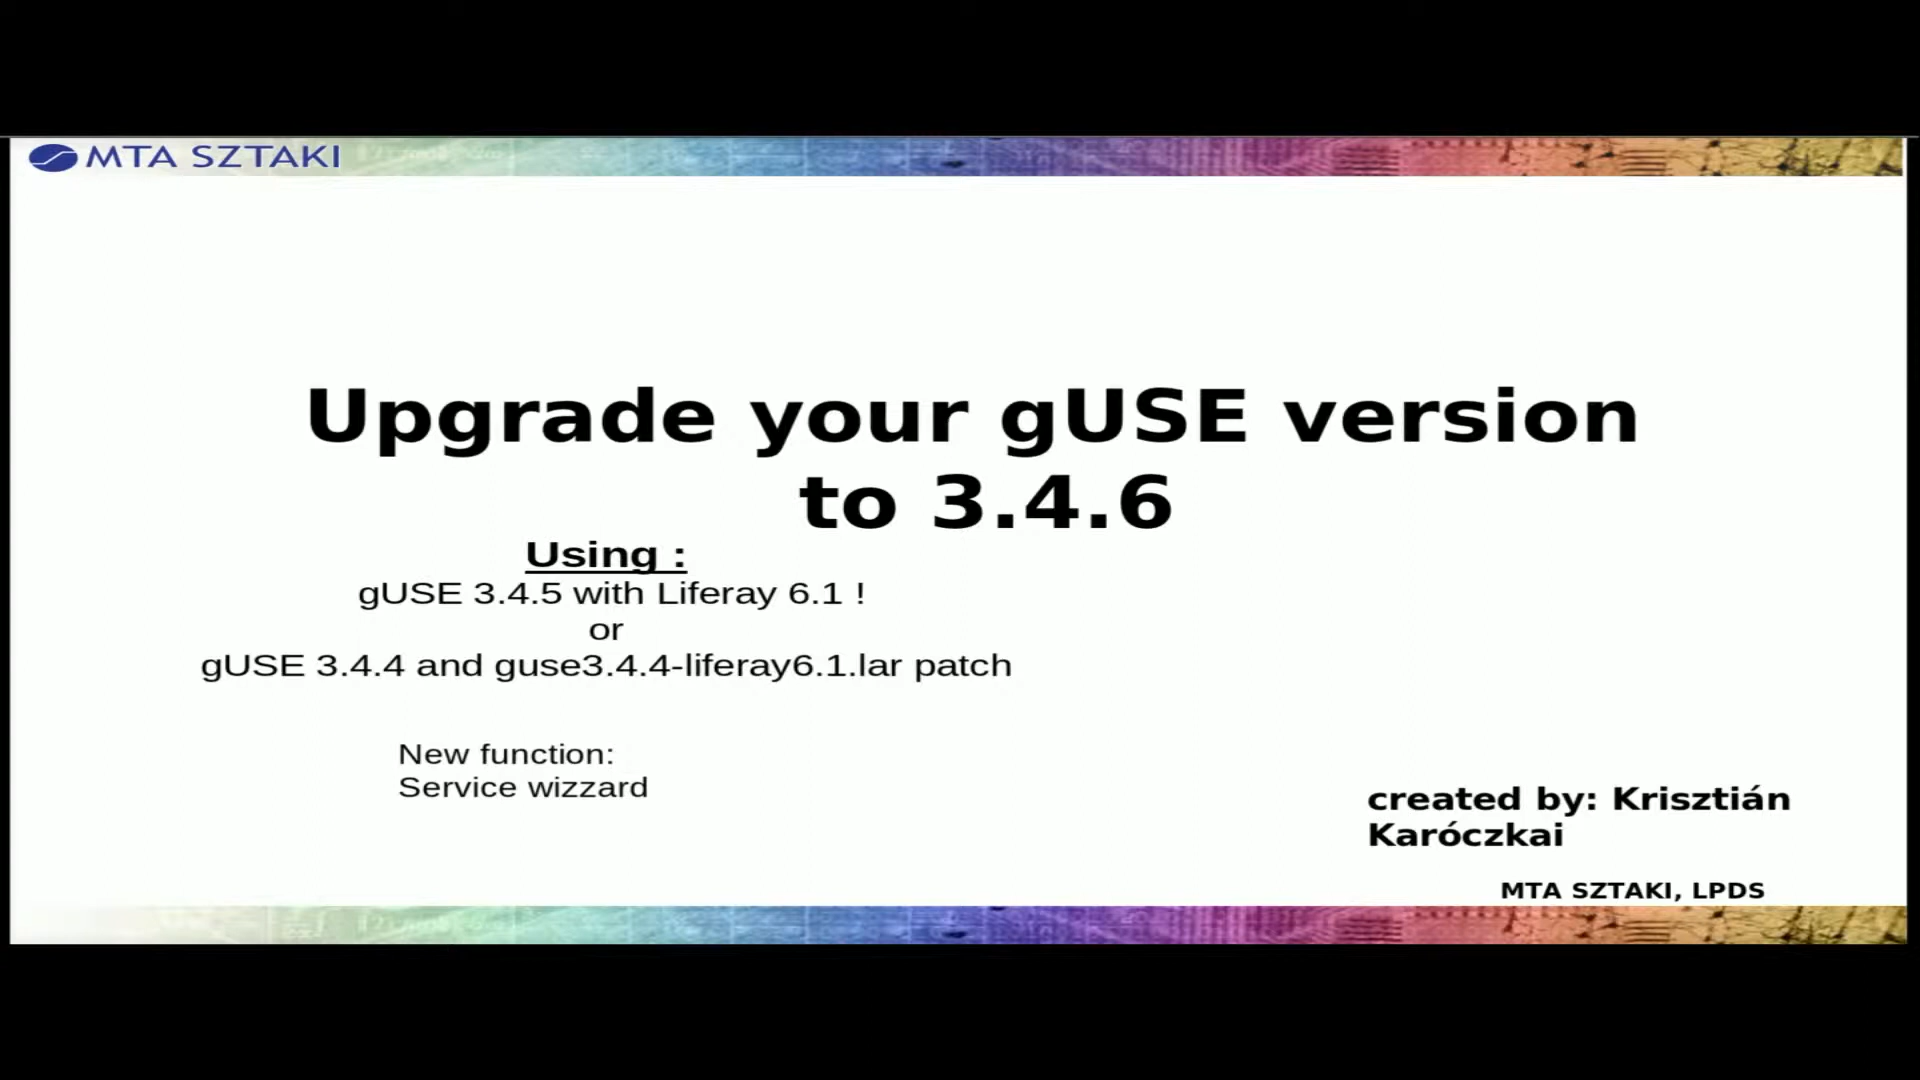 MTA SZTAKI
Upgrade your gUSE version
to 3.4.6
Using :
gUSE 3.4.5 with Liferay 6.1 !
or
gUSE 3.4.4 and guse3.4.4-liferay6.1.lar patch
New function:
Service wizzard
created by: Krisztián
Karóczkai
MTA SZTAKI, LPDS